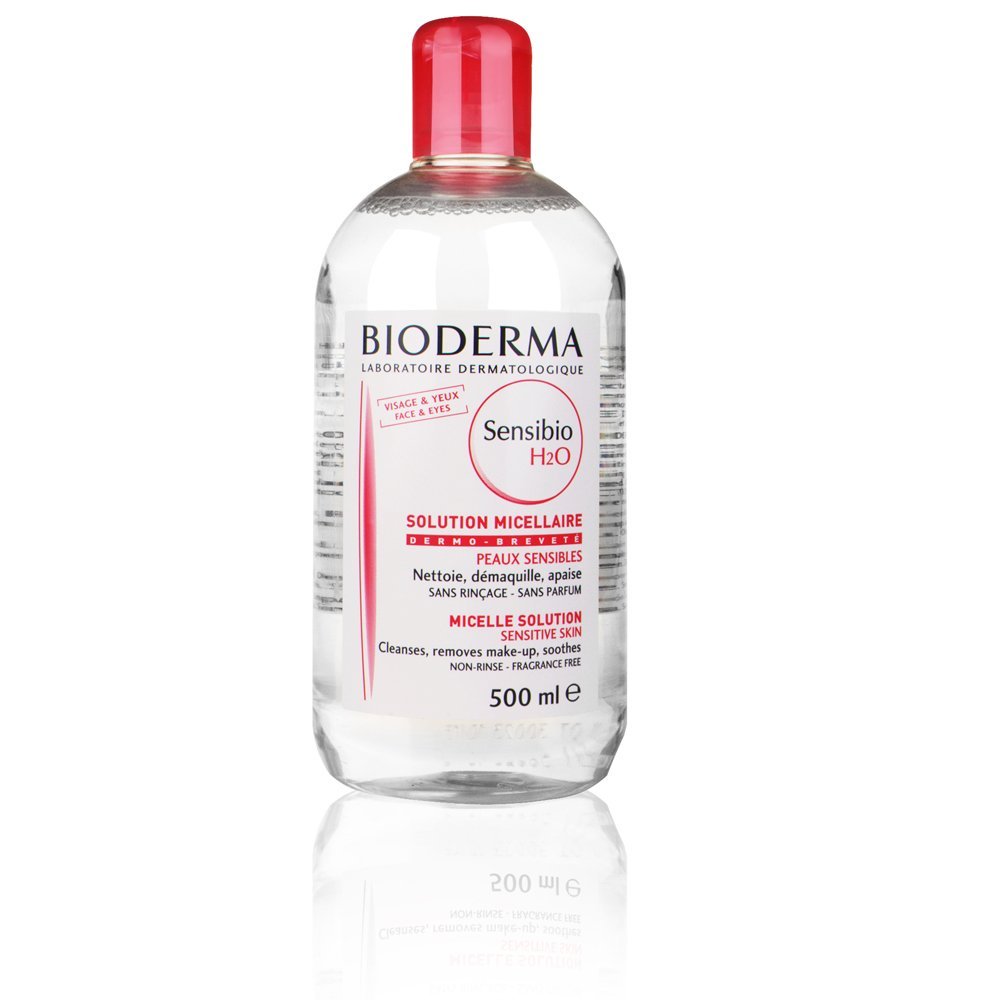 BIODERMA
LABORATOIRE DERMATOLOGIQUE
VISAGE & YEUX
FACE & EYES
Sensibio
H2O
SOLUTION MICELLAIRE
DERMO-BREVETÉ
PEAUX SENSIBLES
Nettoie, démaquille, apaise
SANS RINÇAGE - SANS PARFUM
MICELLE SOLUTION
SENSITIVE SKIN
Cleanses, removes make-up, soothes
NON-RINSE - FRAGRANCE FREE
500 ml e